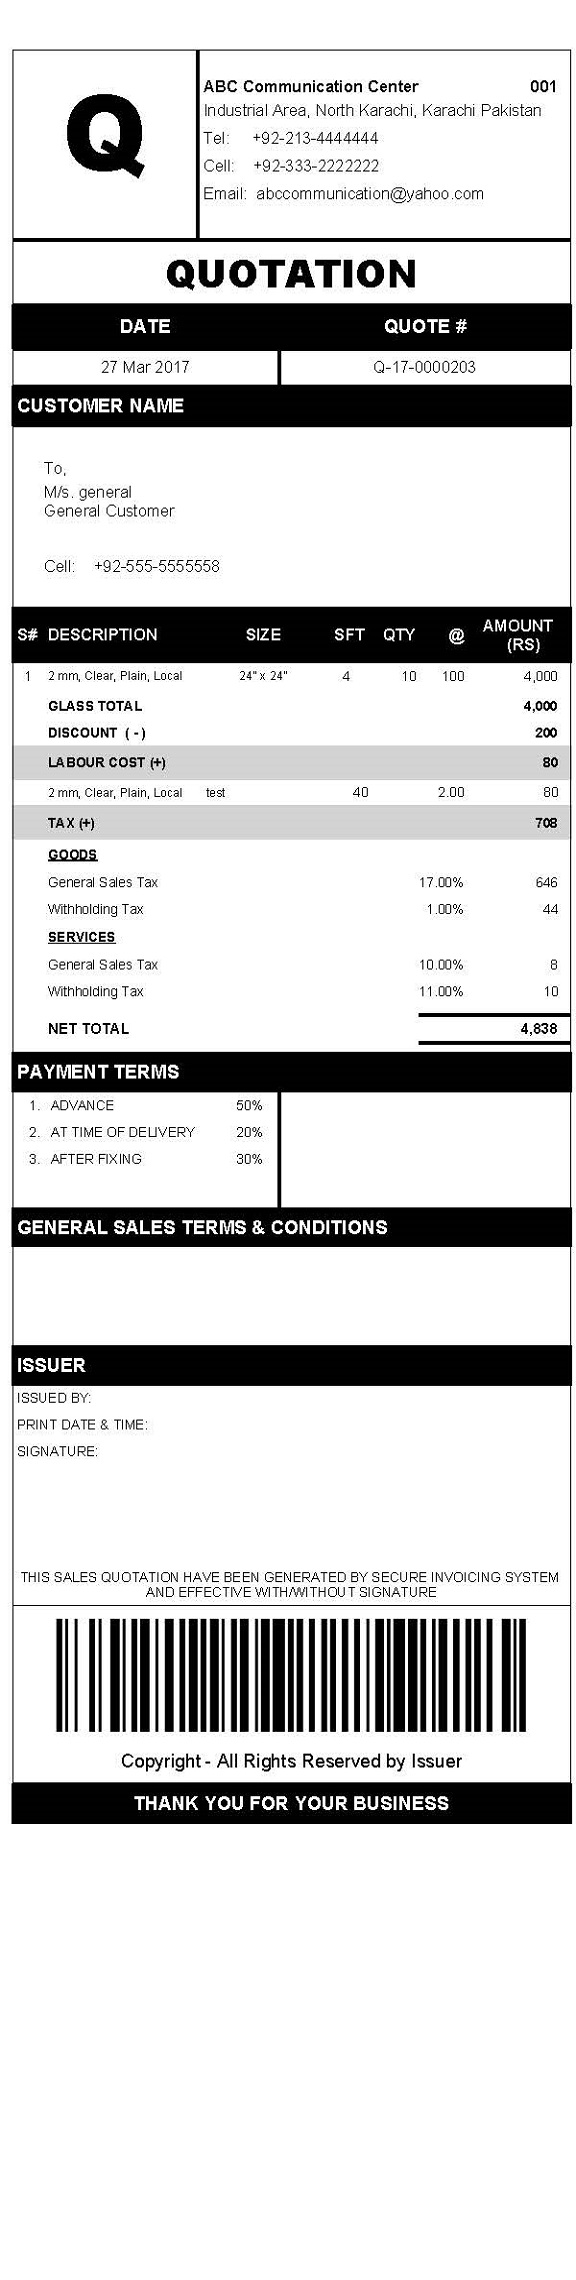 Q
ABC Communication Center 001
Industrial Area, North Karachi, Karachi Pakistan
Tel: +92-213-4444444
Cell: +92-333-2222222
Email: abccommunication@yahoo.com
QUOTATION
DATE QUOTE #
27 Mar 2017 Q-17-0000203
CUSTOMER NAME
To,
M/s. general
General Customer
Cell: +92-555-5555558
S# DESCRIPTION SIZE SFT QTY @ AMOUNT (RS)
1 2 mm, Clear, Plain, Local 24" x 24" 4 10 100 4,000
GLASS TOTAL 4,000
DISCOUNT ( - ) 200
LABOUR COST (+) 80
2 mm, Clear, Plain, Local test 40 2.00 80
TAX (+) 708
GOODS
General Sales Tax 17.00% 646
Withholding Tax 1.00% 44
SERVICES
General Sales Tax 10.00% 8
Withholding Tax 11.00% 10
NET TOTAL 4,838
PAYMENT TERMS
1. ADVANCE 50%
2. AT TIME OF DELIVERY 20%
3. AFTER FIXING 30%
GENERAL SALES TERMS & CONDITIONS
ISSUER
ISSUED BY:
PRINT DATE & TIME:
SIGNATURE:
THIS SALES QUOTATION HAVE BEEN GENERATED BY SECURE INVOICING SYSTEM
AND EFFECTIVE WITH/WITHOUT SIGNATURE
Copyright - All Rights Reserved by Issuer
THANK YOU FOR YOUR BUSINESS